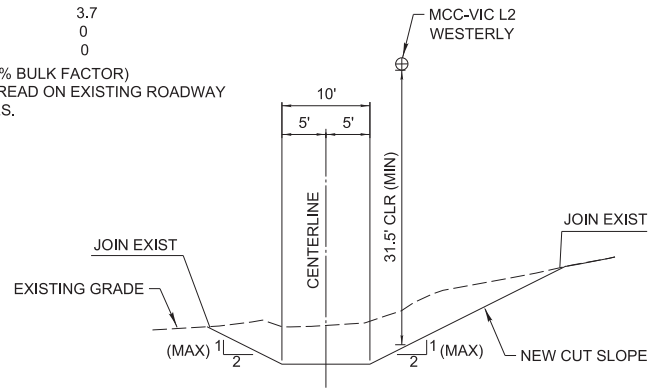 3.7
0
0
% BULK FACTOR)
READ ON EXISTING ROADWAY
S.
MCC-VIC L2
WESTERLY
10'
5' 5'
CENTERLINE
31.5' CLR (MIN)
JOIN EXIST
JOIN EXIST
EXISTING GRADE
(MAX) 1
2
1 (MAX)
2
NEW CUT SLOPE